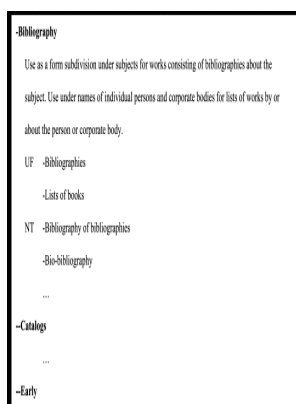 -Bibliography
Use as a form subdivision under subjects for works consisting of bibliographies about the
subject. Use under names of individual persons and corporate bodies for lists of works by or
about the person or corporate body.
UF -Bibliographies
-Lists of books
NT -Bibliography of bibliographies
-Bio-bibliography
...
--Catalogs
...
--Early